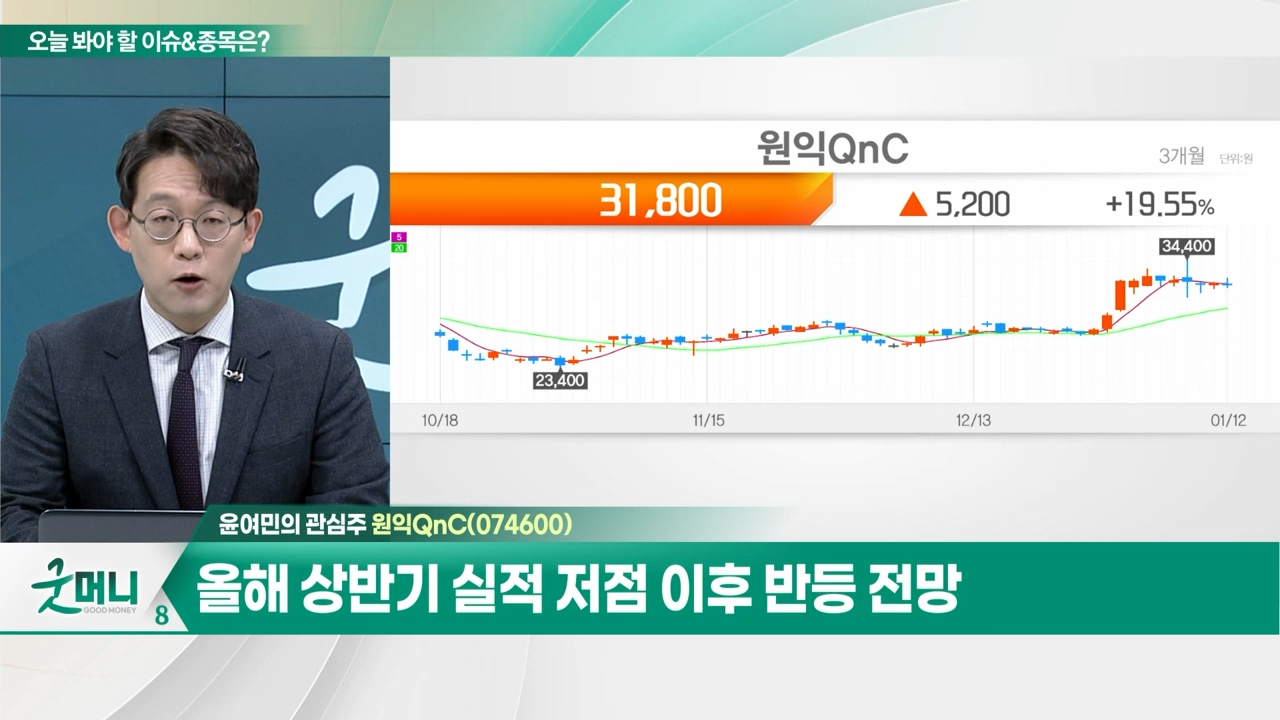 오늘 봐야 할 이슈&종목은?
원익QnC
3개월 단위:원
31,800 ▲ 5,200 +19.55%
5
20
34,400
23,400
10/18 11/15 12/13 01/12
윤여민의 관심주 원익QnC(074600)
굿머니
GOOD MONEY
8
올해 상반기 실적 저점 이후 반등 전망